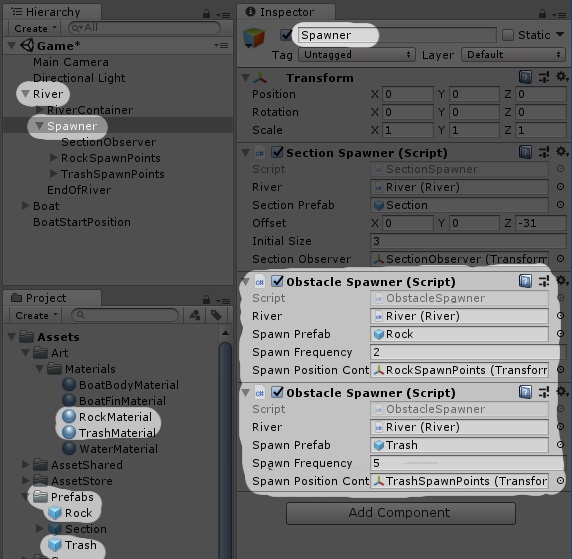 Hierarchy
Create
All
Game*
Main Camera
Directional Light
River
RiverContainer
Spawner
SectionObserver
RockSpawnPoints
TrashSpawnPoints
EndOfRiver
Boat
BoatStartPosition
Project
Create
Assets
Art
Materials
BoatBodyMaterial
BoatFinMaterial
RockMaterial
TrashMaterial
WaterMaterial
AssetShared
AssetStore
Prefabs
Rock
Section
Trash
Inspector
Spawner
Static
Tag Untagged Layer Default
Transform
Position X 0 Y 0 Z 0
Rotation X 0 Y 0 Z 0
Scale X 1 Y 1 Z 1
Section Spawner (Script)
Script SectionSpawner
River River (River)
Section Prefab Section
Offset X 0 Y 0 Z -31
Initial Size 3
Section Observer SectionObserver (Transform
Obstacle Spawner (Script)
Script ObstacleSpawner
River River (River)
Spawn Prefab Rock
Spawn Frequency 2
Spawn Position Cont RockSpawnPoints (Transforr
Obstacle Spawner (Script)
Script ObstacleSpawner
River River (River)
Spawn Prefab Trash
Spawn Frequency 5
Spawn Position Cont TrashSpawnPoints (Transfor
Add Component